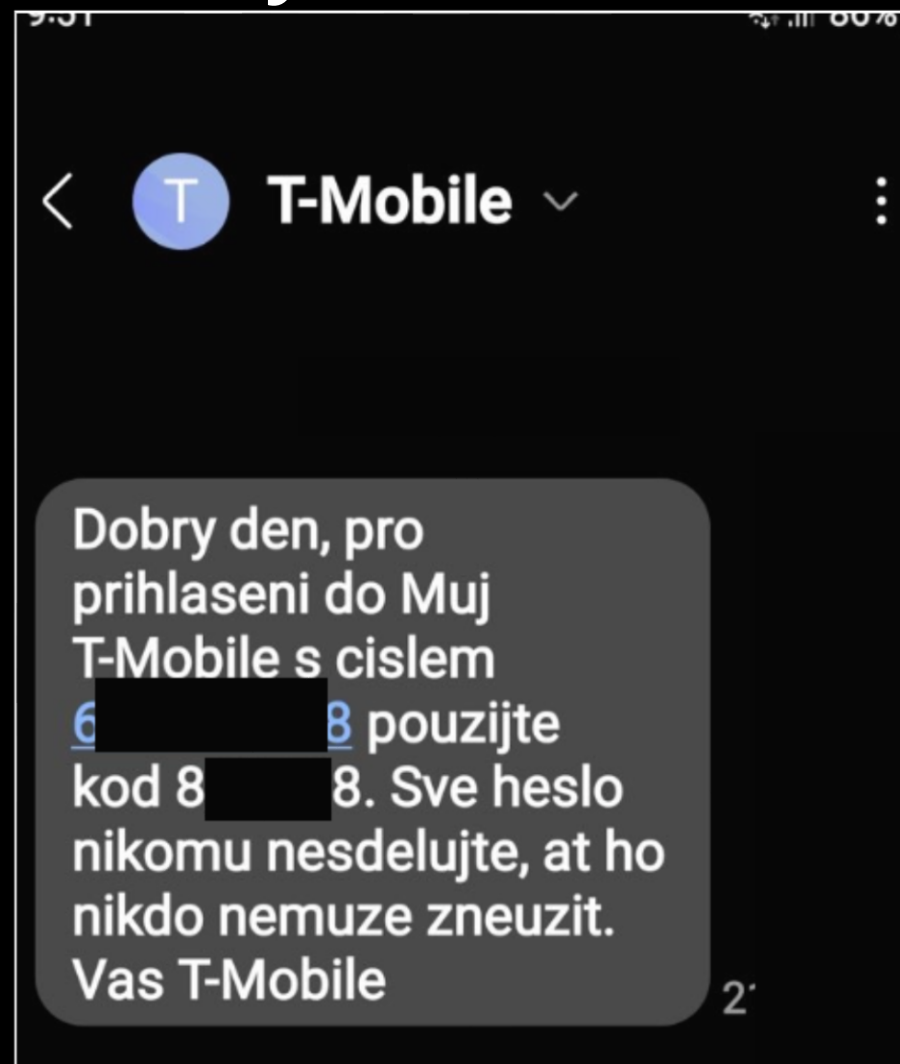 T T-Mobile
Dobry den, pro
prihlaseni do Muj
T-Mobile s cislem
6 8 pouzijte
kod 8 8. Sve heslo
nikomu nesdelujte, at ho
nikdo nemuze zneuzit.
Vas T-Mobile